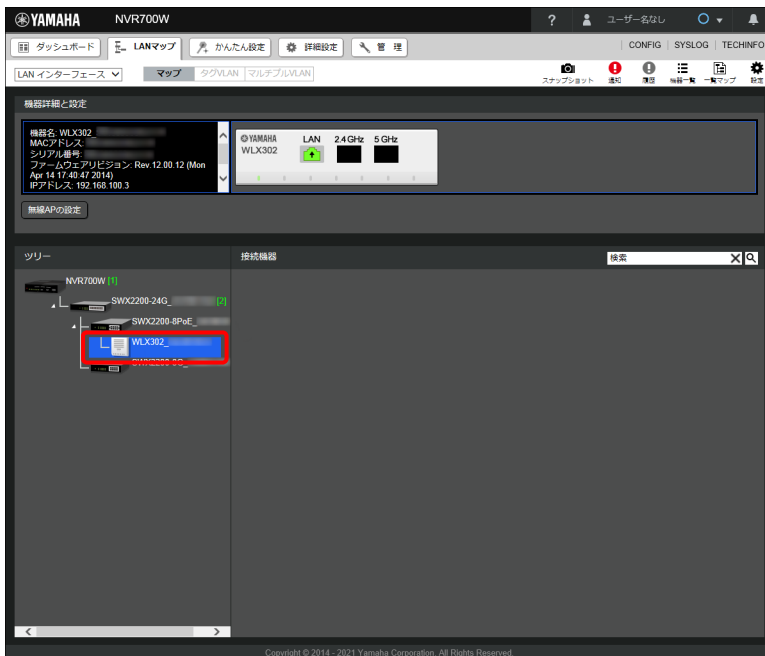 YAMAHA NVR700W ? ユーザー名なし
ダッシュボード LANマップ かんたん設定 詳細設定 管 理 CONFIG SYSLOG TECHINFO
LAN インターフェース マップ タグVLAN マルチプルVLAN スナップショット 通知 履歴 機器一覧 一覧マップ 設定
機器詳細と設定
機器名: WLX302_
MACアドレス:
シリアル番号:
ファームウェアリビジョン: Rev.12.00.12 (Mon
Apr 14 17:40:47 2014)
IPアドレス: 192.168.100.3
YAMAHA LAN 2.4 GHz 5 GHz
WLX302
無線APの設定
ツリー 接続機器 検索
NVR700W [1]
SWX2200-24G_ [2]
SWX2200-8PoE_
WLX302_
SWX2200-8G_
Copyright © 2014 - 2021 Yamaha Corporation. All Rights Reserved.